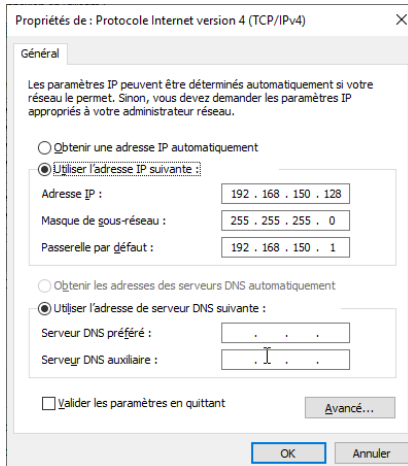 Propriétés de : Protocole Internet version 4 (TCP/IPv4)
Général
Les paramètres IP peuvent être déterminés automatiquement si votre
réseau le permet. Sinon, vous devez demander les paramètres IP
appropriés à votre administrateur réseau.
Obtenir une adresse IP automatiquement
Utiliser l'adresse IP suivante :
Adresse IP : 192 . 168 . 150 . 128
Masque de sous-réseau : 255 . 255 . 255 . 0
Passerelle par défaut : 192 . 168 . 150 . 1
Obtenir les adresses des serveurs DNS automatiquement
Utiliser l'adresse de serveur DNS suivante :
Serveur DNS préféré : . . .
Serveur DNS auxiliaire : . . .
Valider les paramètres en quittant
Avancé...
OK Annuler